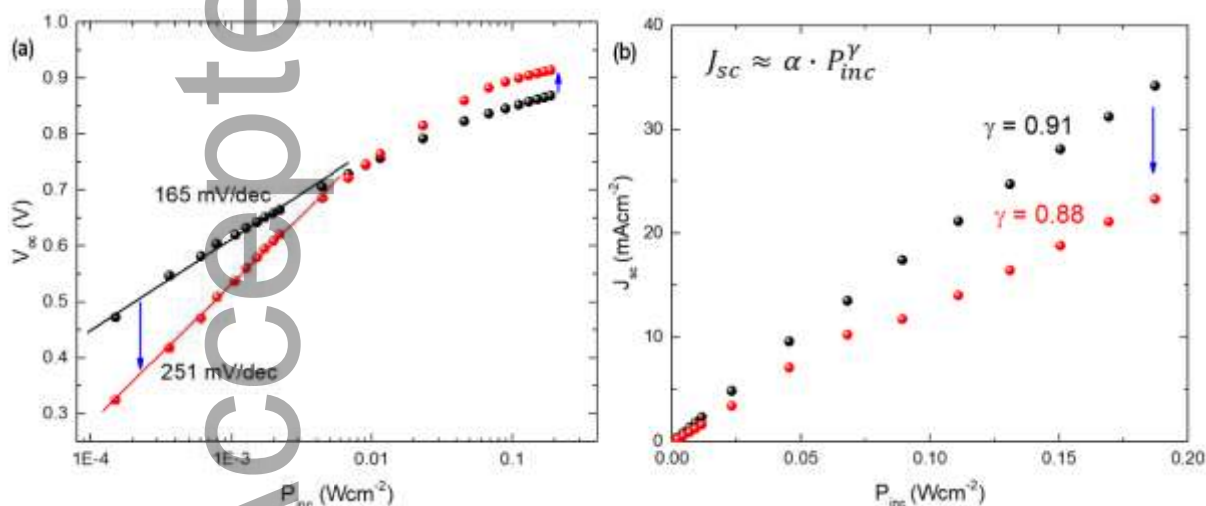 (a)
1.0
0.9
0.8
0.7
0.6
0.5
0.4
0.3
V_oc (V)
165 mV/dec
251 mV/dec
1E-4
1E-3
0.01
0.1
P_inc (Wcm⁻²)
Accepte
(b)
40
30
20
10
0
J_sc (mAcm⁻²)
J_sc ≈ α · P_inc^γ
γ = 0.91
γ = 0.88
0.00
0.05
0.10
0.15
0.20
P_inc (Wcm⁻²)